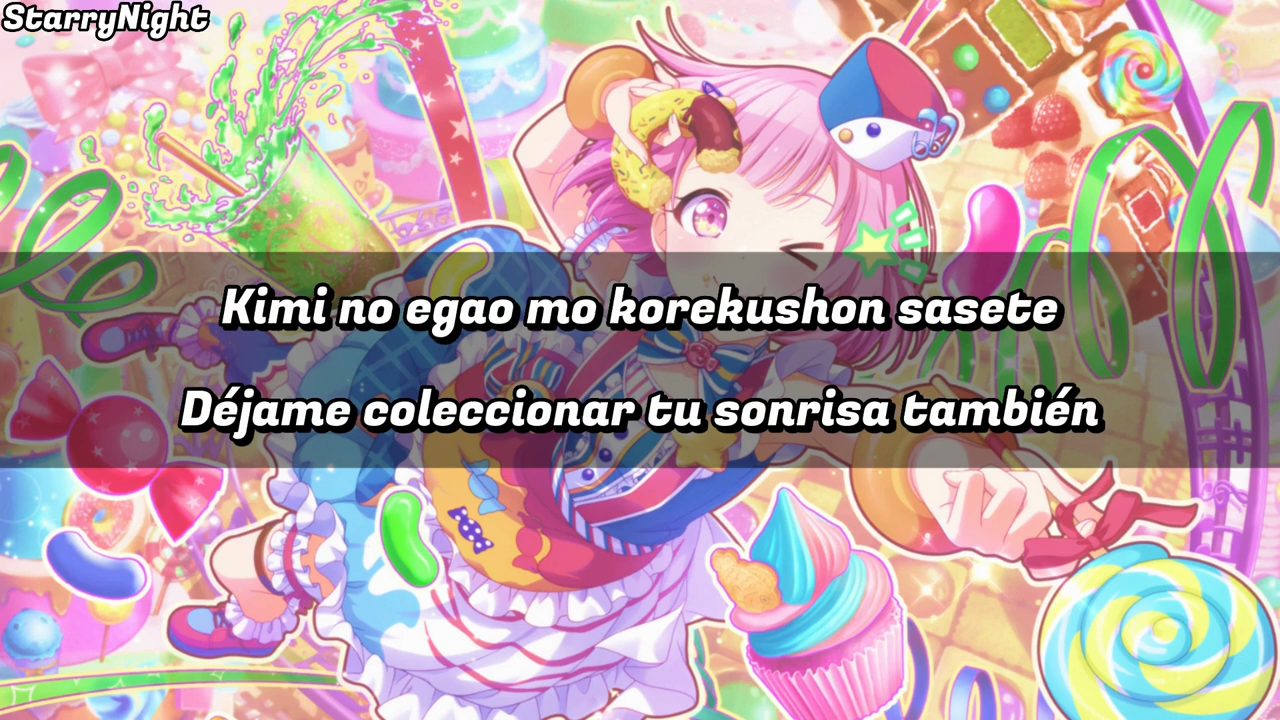 StarryNight
Kimi no egao mo korekushon sasete
Déjame coleccionar tu sonrisa también